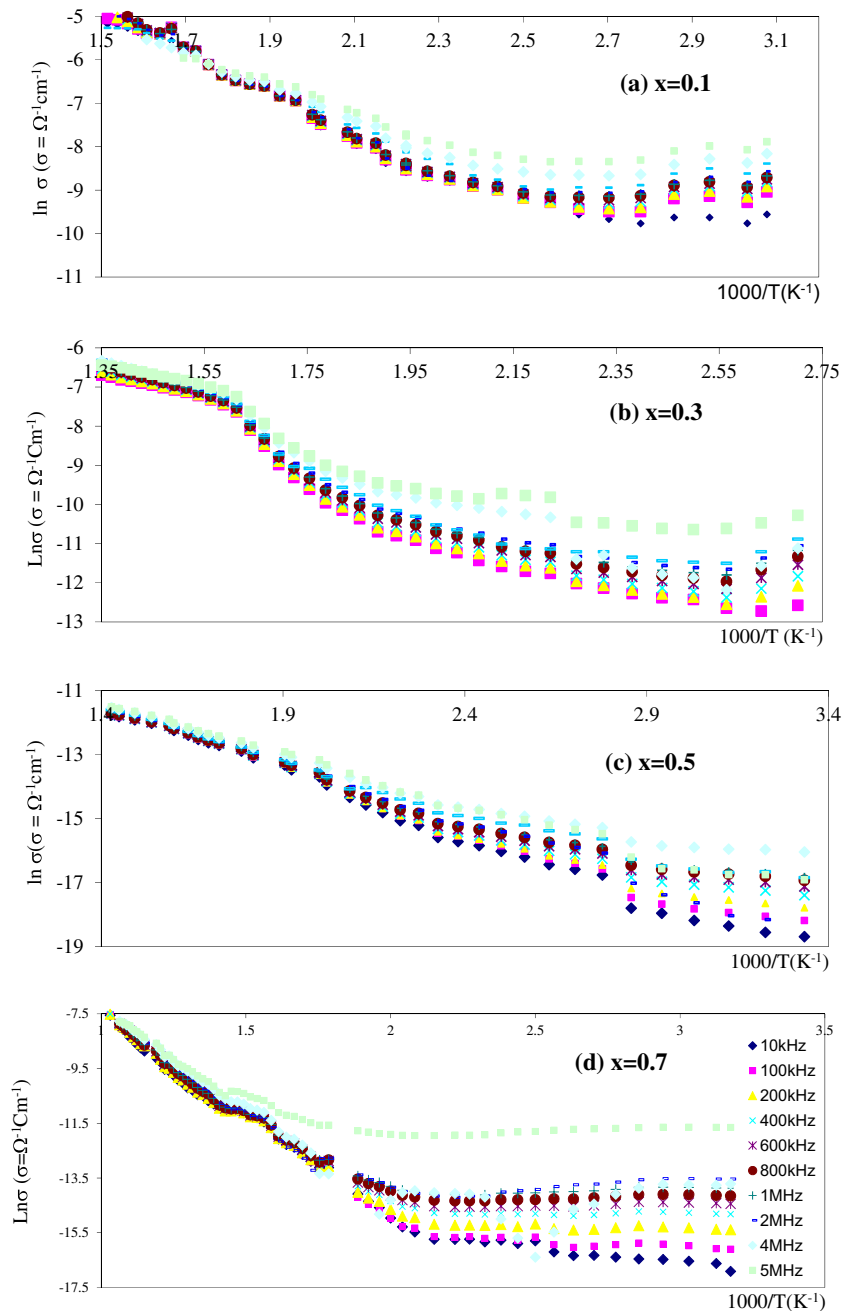 -5
1.5 1.7 1.9 2.1 2.3 2.5 2.7 2.9 3.1
-6
(a) x=0.1
-7
-8
-9
-10
-11
ln σ (σ = Ω-1cm-1)
1000/T(K-1)
-6
1.35 1.55 1.75 1.95 2.15 2.35 2.55 2.75
-7
(b) x=0.3
-8
-9
-10
-11
-12
-13
Lnσ (σ = Ω-1Cm-1)
1000/T (K-1)
-11
1.4 1.9 2.4 2.9 3.4
-13
(c) x=0.5
-15
-17
-19
ln σ(σ = Ω-1cm-1)
1000/T(K-1)
-7.5
1 1.5 2 2.5 3 3.5
(d) x=0.7
-9.5
-11.5
-13.5
-15.5
-17.5
Lnσ (σ=Ω-1Cm-1)
10kHz
100kHz
200kHz
400kHz
600kHz
800kHz
1MHz
2MHz
4MHz
5MHz
1000/T(K-1)